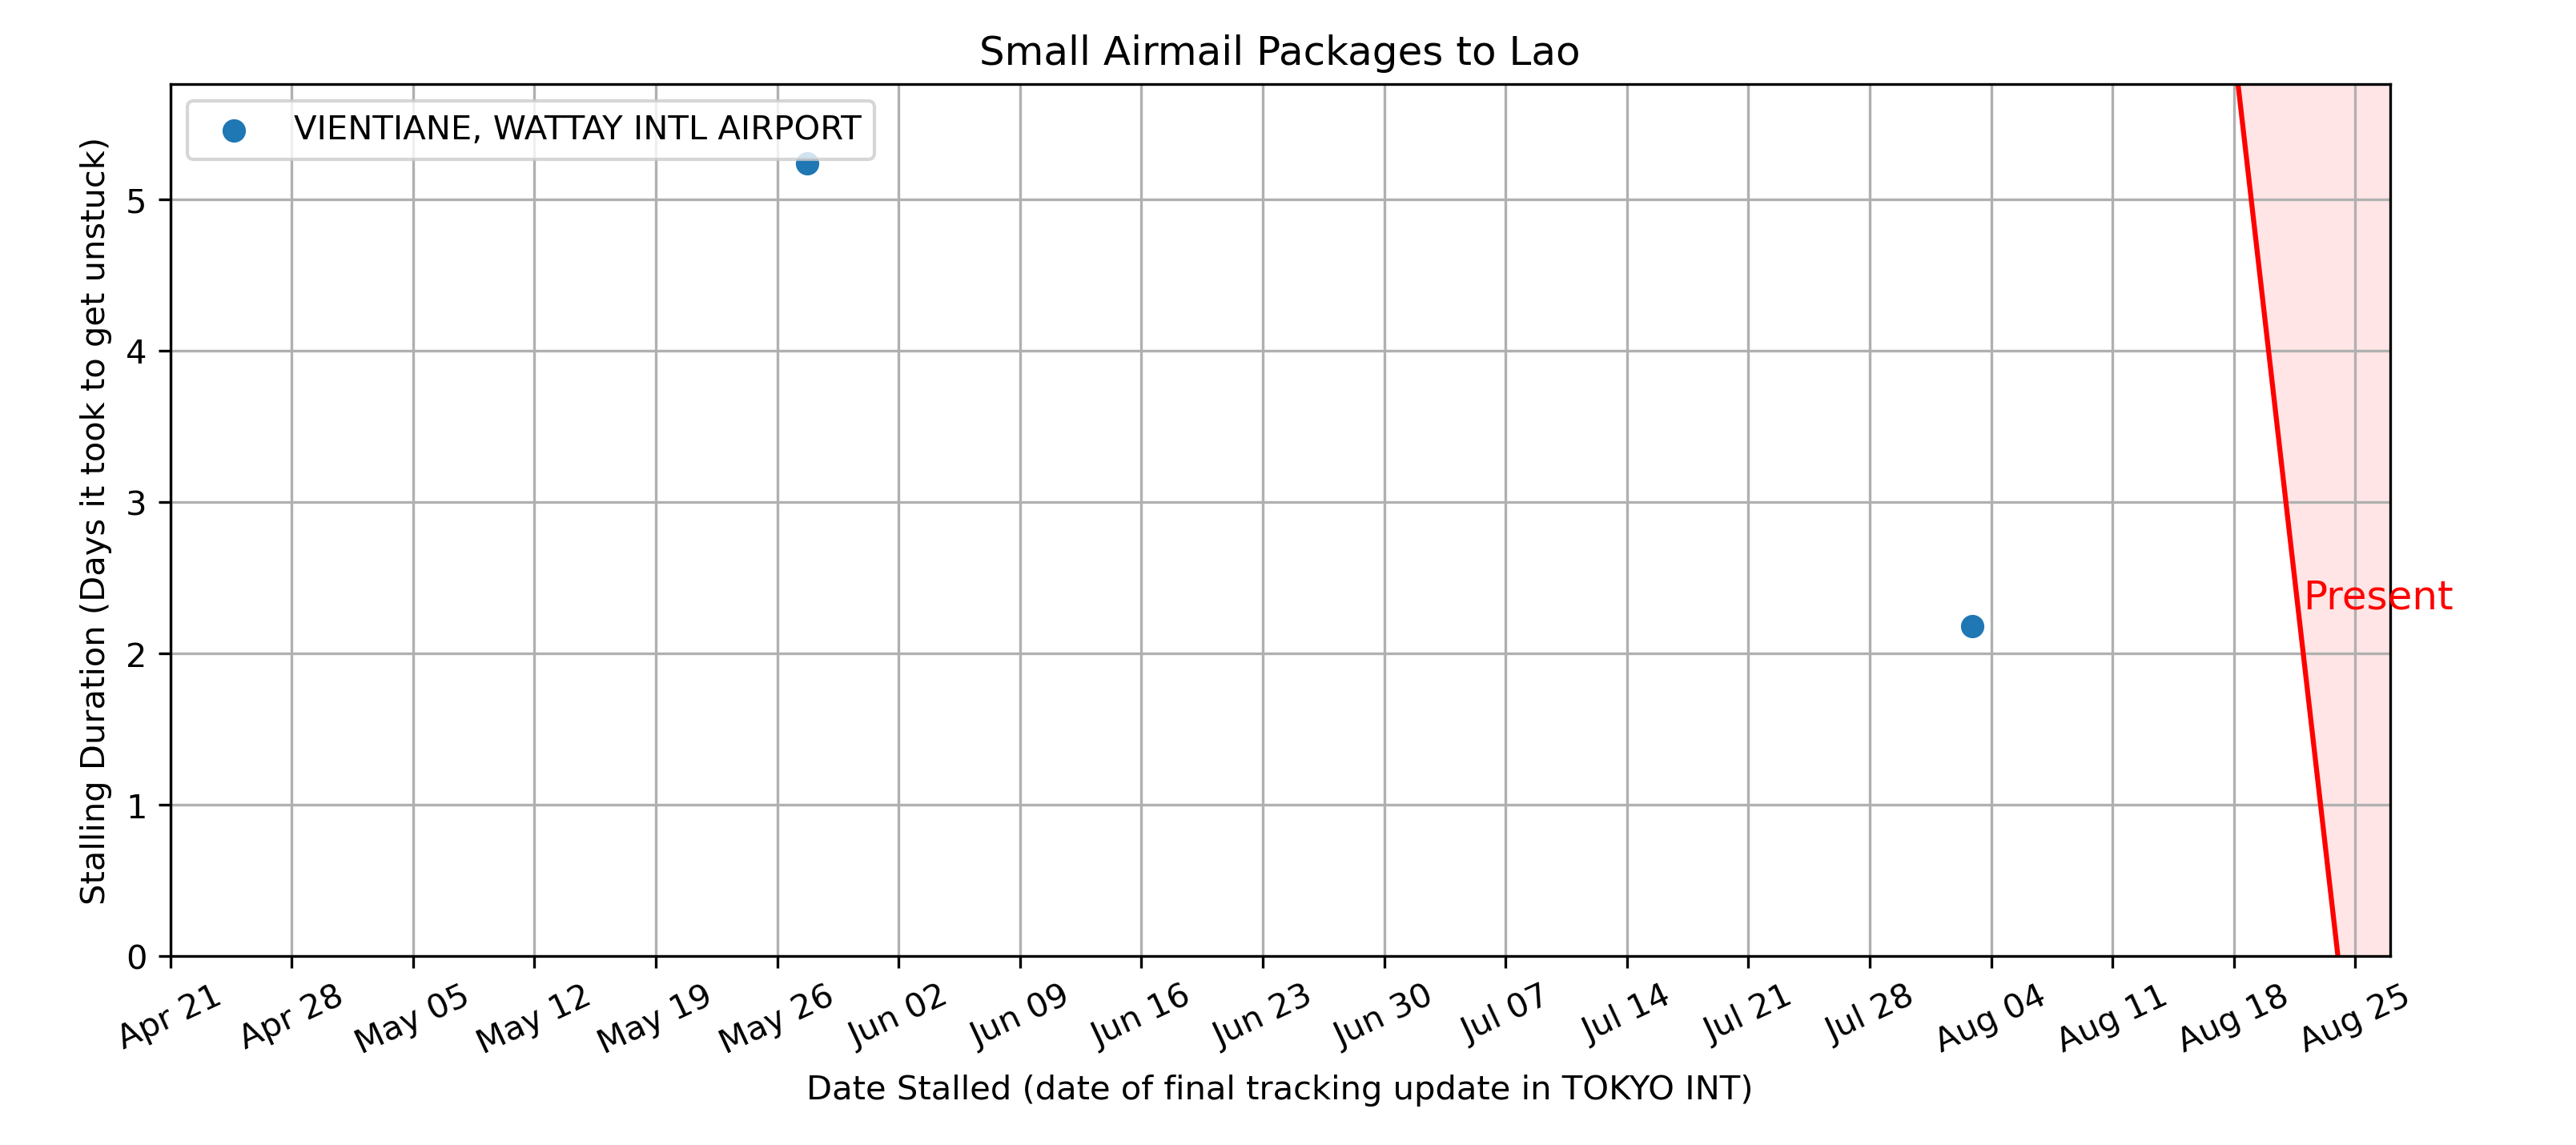 Small Airmail Packages to Lao
VIENTIANE, WATTAY INTL AIRPORT
Stalling Duration (Days it took to get unstuck)
5
4
3
2
1
0
Present
Apr 21
Apr 28
May 05
May 12
May 19
May 26
Jun 02
Jun 09
Jun 16
Jun 23
Jun 30
Jul 07
Jul 14
Jul 21
Jul 28
Aug 04
Aug 11
Aug 18
Aug 25
Date Stalled (date of final tracking update in TOKYO INT)